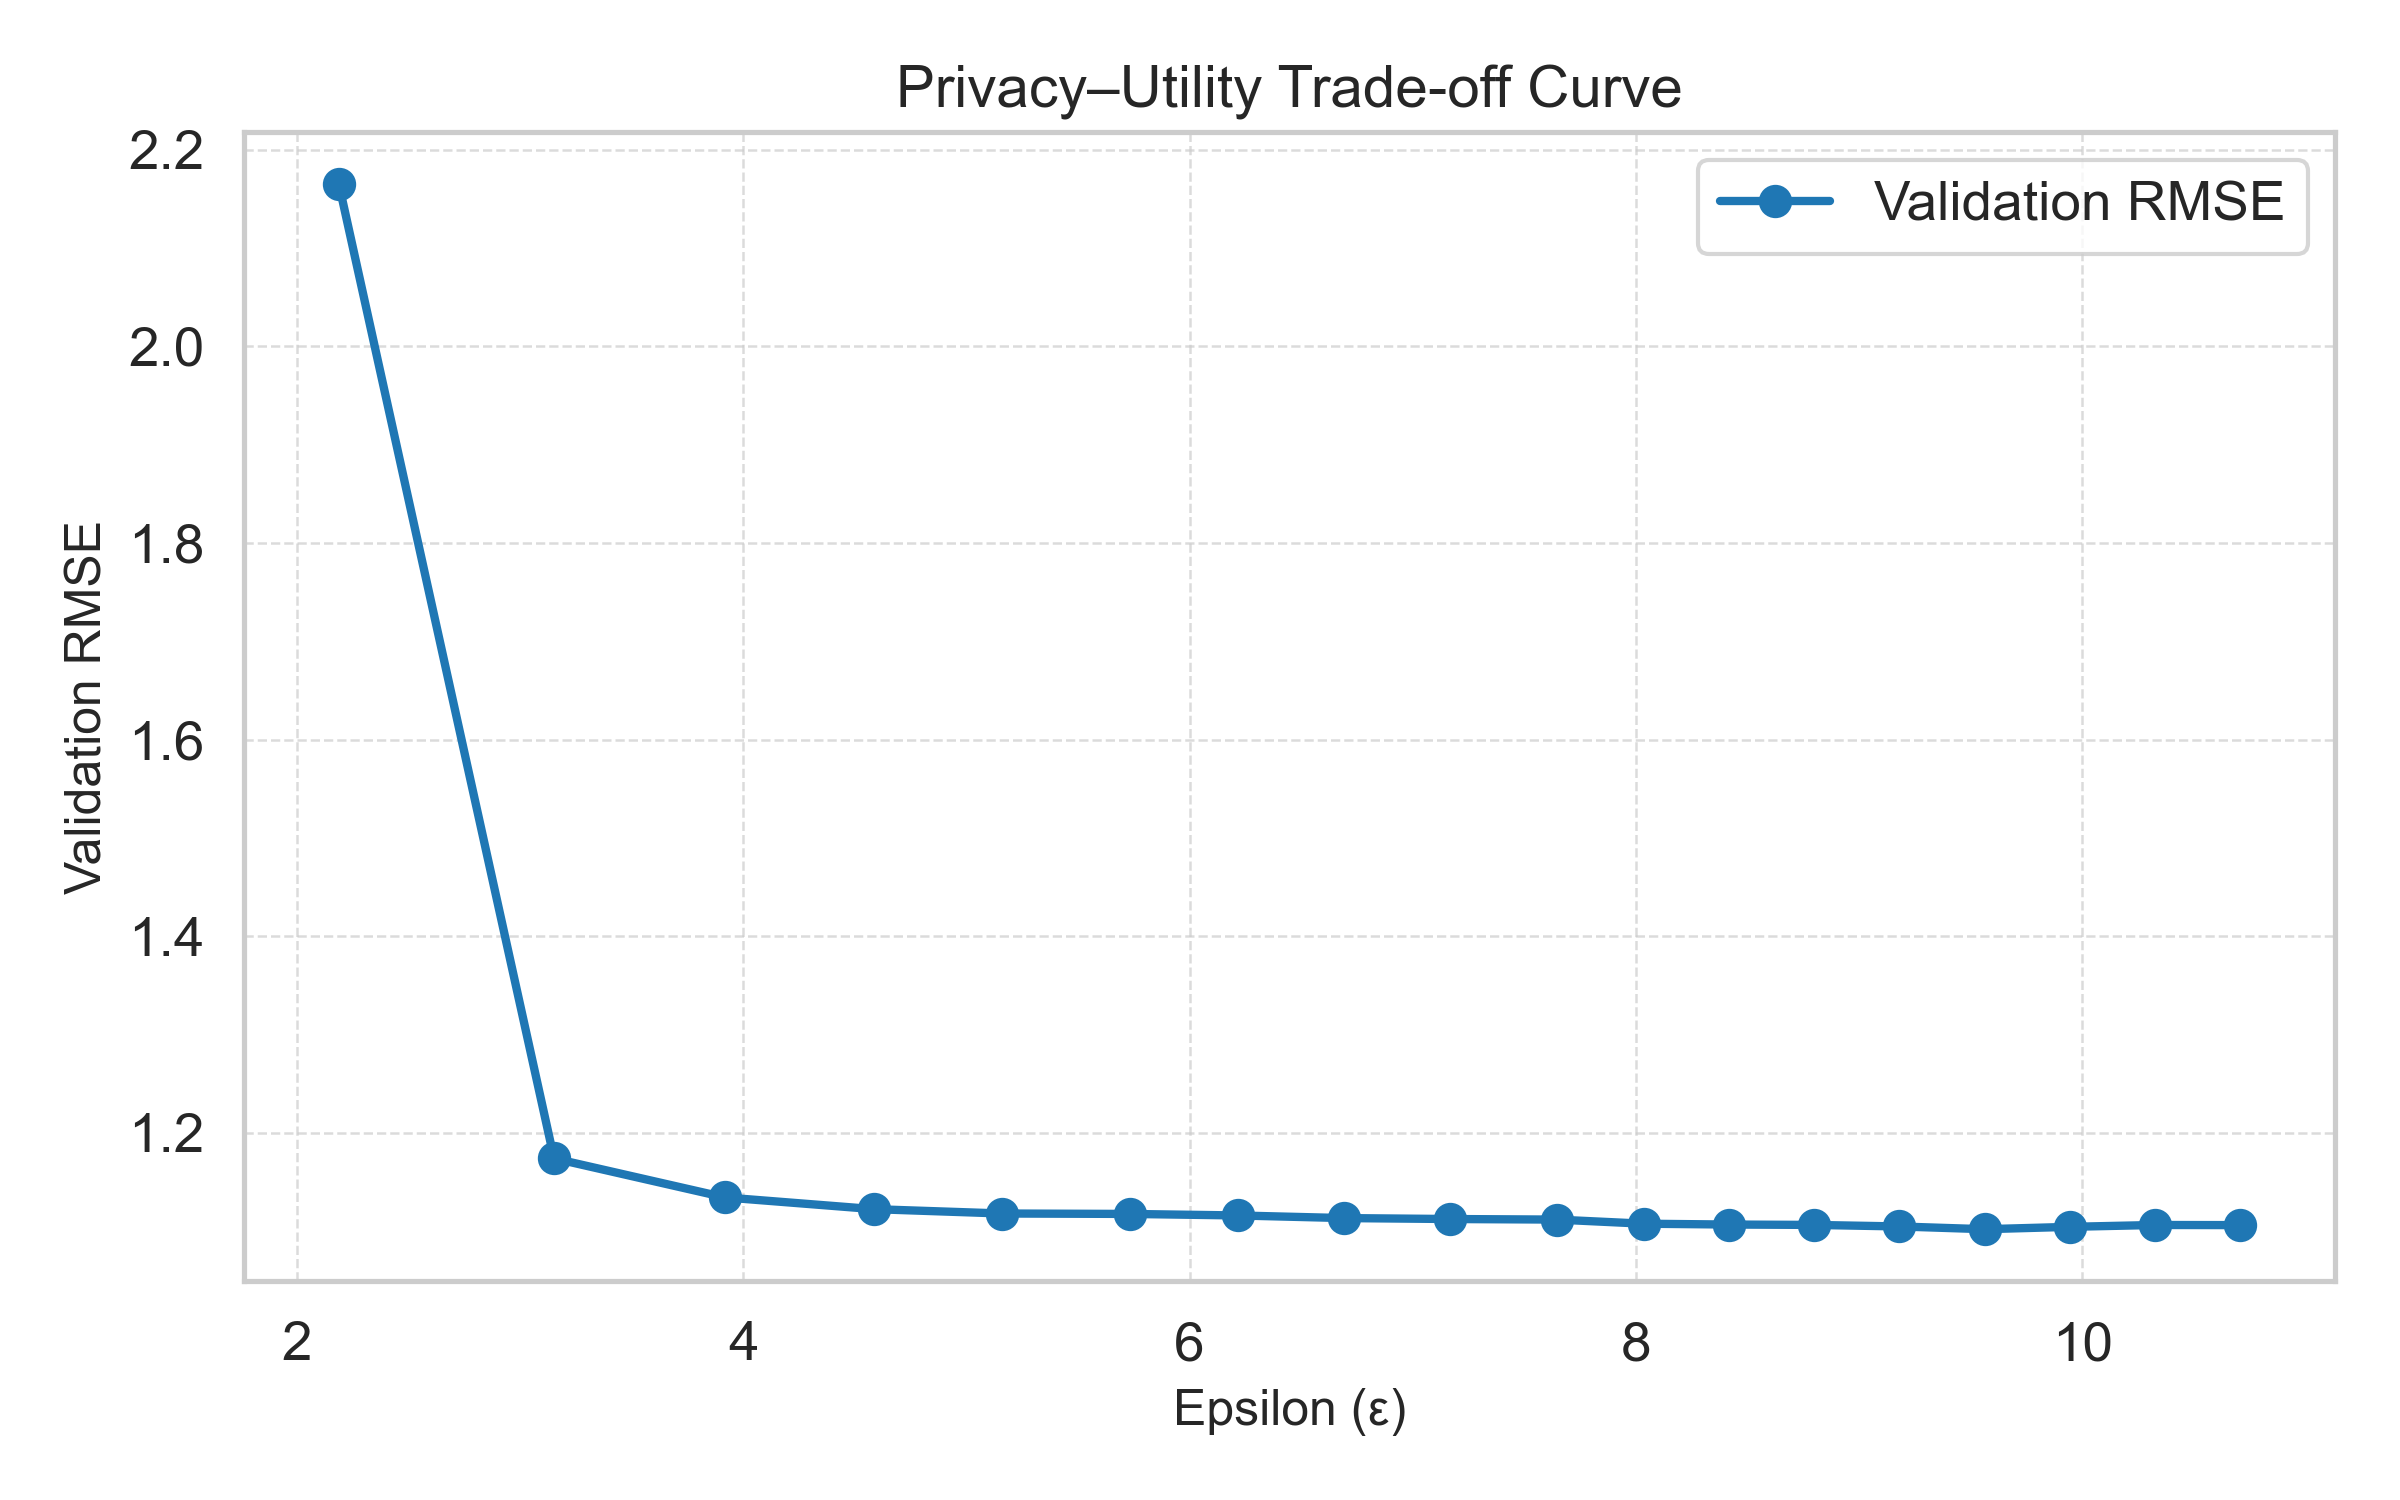 Privacy–Utility Trade-off Curve
Validation RMSE
Validation RMSE
2.2
2.0
1.8
1.6
1.4
1.2
2 4 6 8 10
Epsilon (ε)